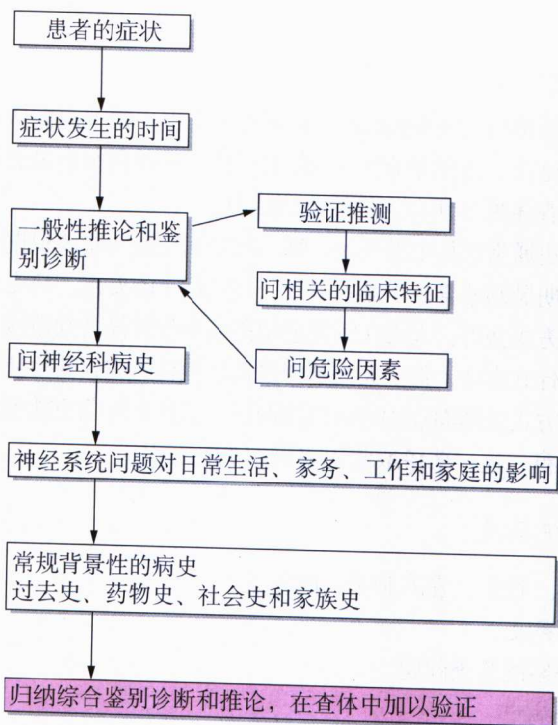 患者的症状
症状发生的时间
一般性推论和鉴
别诊断
验证推测
问相关的临床特征
问危险因素
问神经科病史
神经系统问题对日常生活、家务、工作和家庭的影响
常规背景性的病史
过去史、药物史、社会史和家族史
归纳综合鉴别诊断和推论，在查体中加以验证